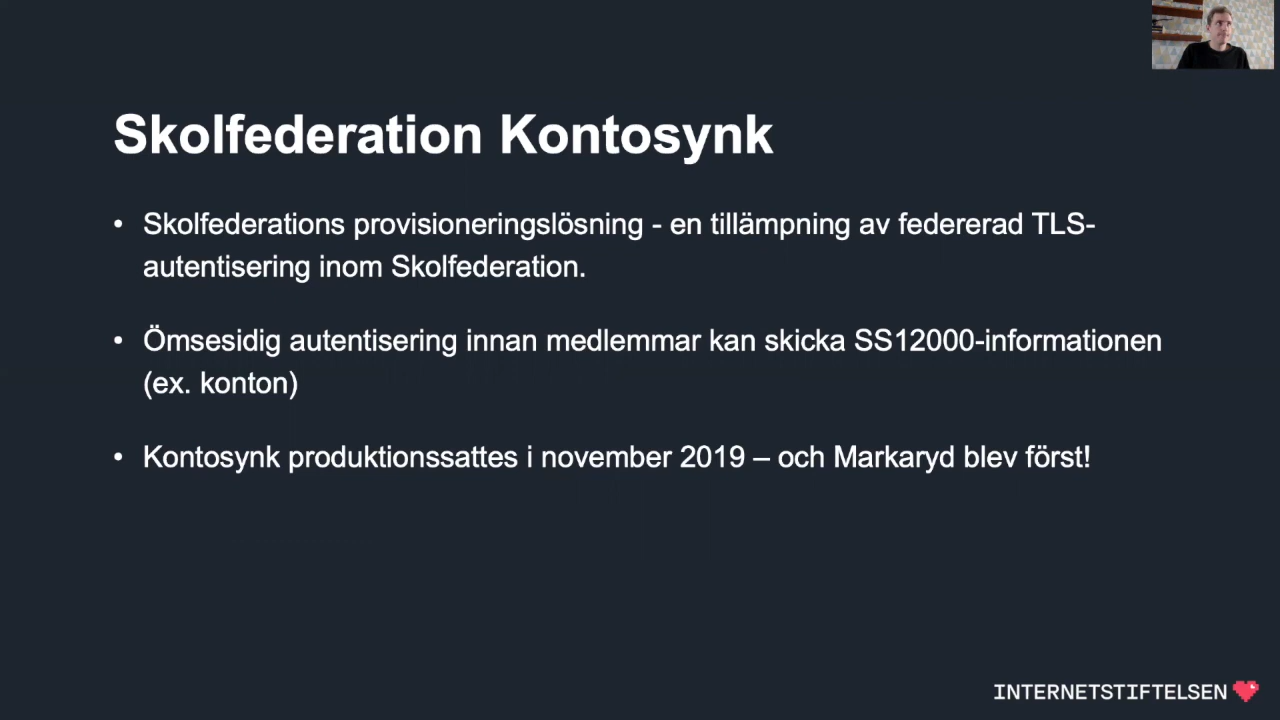 Skolfederation Kontosynk
• Skolfederations provisioneringslösning - en tillämpning av federerad TLS-
autentisering inom Skolfederation.
• Ömsesidig autentisering innan medlemmar kan skicka SS12000-informationen
(ex. konton)
• Kontosynk produktionssattes i november 2019 – och Markaryd blev först!
INTERNETSTIFTELSEN